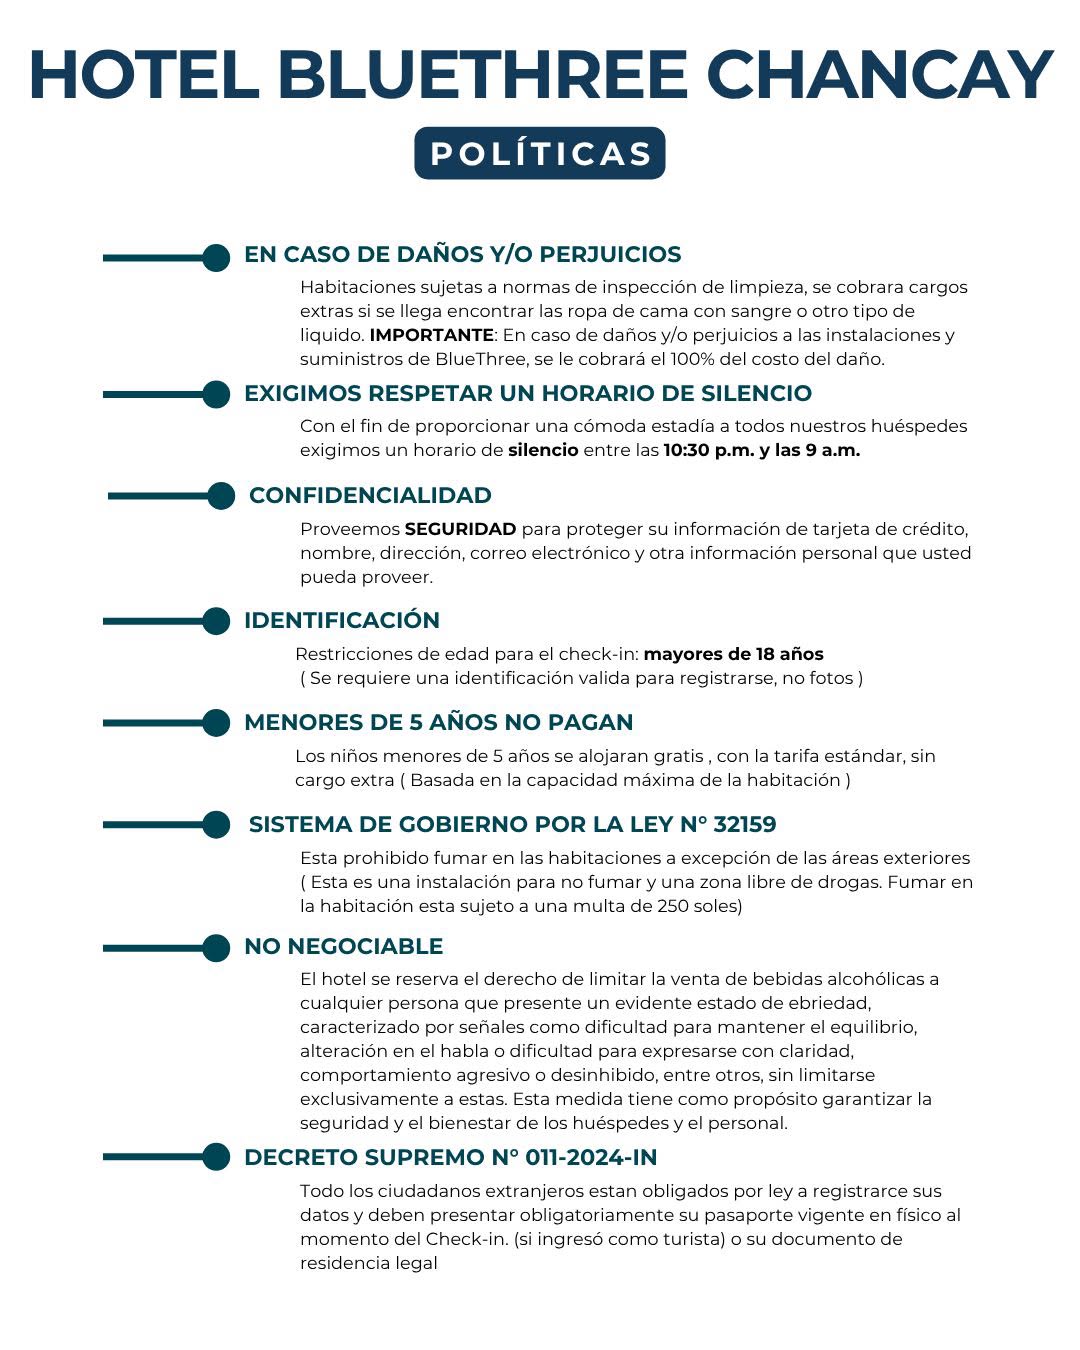 HOTEL BLUETHREE CHANCAY
POLÍTICAS
EN CASO DE DAÑOS Y/O PERJUICIOS
Habitaciones sujetas a normas de inspección de limpieza, se cobrara cargos
extras si se llega encontrar las ropa de cama con sangre o otro tipo de
liquido. IMPORTANTE: En caso de daños y/o perjuicios a las instalaciones y
suministros de BlueThree, se le cobrará el 100% del costo del daño.
EXIGIMOS RESPETAR UN HORARIO DE SILENCIO
Con el fin de proporcionar una cómoda estadía a todos nuestros huéspedes
exigimos un horario de silencio entre las 10:30 p.m. y las 9 a.m.
CONFIDENCIALIDAD
Proveemos SEGURIDAD para proteger su información de tarjeta de crédito,
nombre, dirección, correo electrónico y otra información personal que usted
pueda proveer.
IDENTIFICACIÓN
Restricciones de edad para el check-in: mayores de 18 años
( Se requiere una identificación valida para registrarse, no fotos )
MENORES DE 5 AÑOS NO PAGAN
Los niños menores de 5 años se alojaran gratis , con la tarifa estándar, sin
cargo extra ( Basada en la capacidad máxima de la habitación )
SISTEMA DE GOBIERNO POR LA LEY N° 32159
Esta prohibido fumar en las habitaciones a excepción de las áreas exteriores
( Esta es una instalación para no fumar y una zona libre de drogas. Fumar en
la habitación esta sujeto a una multa de 250 soles)
NO NEGOCIABLE
El hotel se reserva el derecho de limitar la venta de bebidas alcohólicas a
cualquier persona que presente un evidente estado de ebriedad,
caracterizado por señales como dificultad para mantener el equilibrio,
alteración en el habla o dificultad para expresarse con claridad,
comportamiento agresivo o desinhibido, entre otros, sin limitarse
exclusivamente a estas. Esta medida tiene como propósito garantizar la
seguridad y el bienestar de los huéspedes y el personal.
DECRETO SUPREMO N° 011-2024-IN
Todo los ciudadanos extranjeros estan obligados por ley a registrarce sus
datos y deben presentar obligatoriamente su pasaporte vigente en físico al
momento del Check-in. (si ingresó como turista) o su documento de
residencia legal